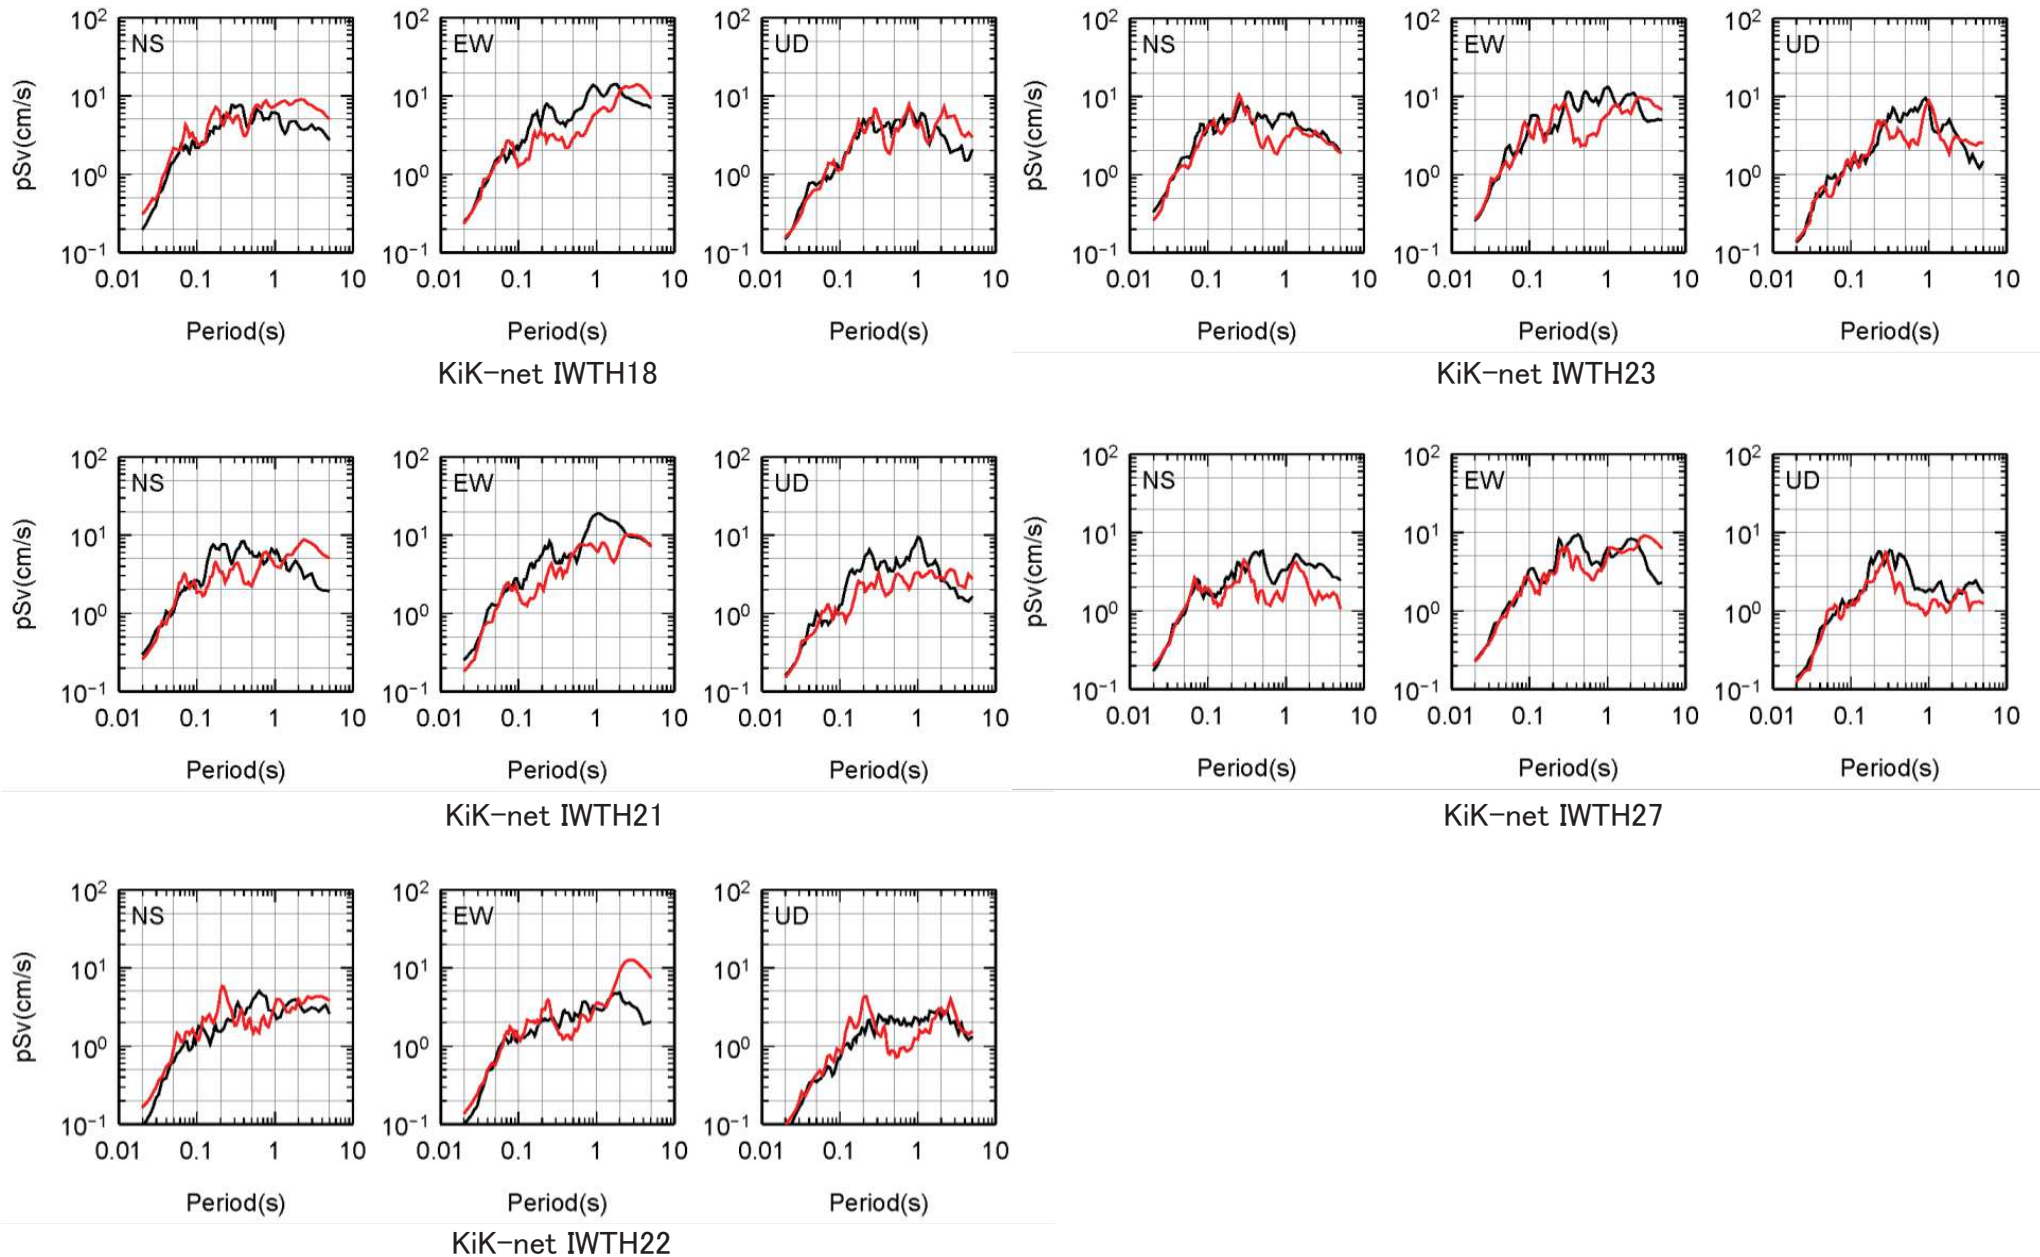 NS EW UD
pSv(cm/s)
10² 10¹ 10⁰ 10⁻¹
0.01 0.1 1 10
0.01 0.1 1 10
0.01 0.1 1 10
Period(s) Period(s) Period(s)
KiK-net IWTH18
NS EW UD
pSv(cm/s)
10² 10¹ 10⁰ 10⁻¹
10² 10¹ 10⁰ 10⁻¹
10² 10¹ 10⁰ 10⁻¹
0.01 0.1 1 10
0.01 0.1 1 10
0.01 0.1 1 10
Period(s) Period(s) Period(s)
KiK-net IWTH23
NS EW UD
pSv(cm/s)
10² 10¹ 10⁰ 10⁻¹
10² 10¹ 10⁰ 10⁻¹
10² 10¹ 10⁰ 10⁻¹
0.01 0.1 1 10
0.01 0.1 1 10
0.01 0.1 1 10
Period(s) Period(s) Period(s)
KiK-net IWTH21
NS EW UD
pSv(cm/s)
10² 10¹ 10⁰ 10⁻¹
10² 10¹ 10⁰ 10⁻¹
10² 10¹ 10⁰ 10⁻¹
0.01 0.1 1 10
0.01 0.1 1 10
0.01 0.1 1 10
Period(s) Period(s) Period(s)
KiK-net IWTH27
NS EW UD
pSv(cm/s)
10² 10¹ 10⁰ 10⁻¹
10² 10¹ 10⁰ 10⁻¹
10² 10¹ 10⁰ 10⁻¹
0.01 0.1 1 10
0.01 0.1 1 10
0.01 0.1 1 10
Period(s) Period(s) Period(s)
KiK-net IWTH22